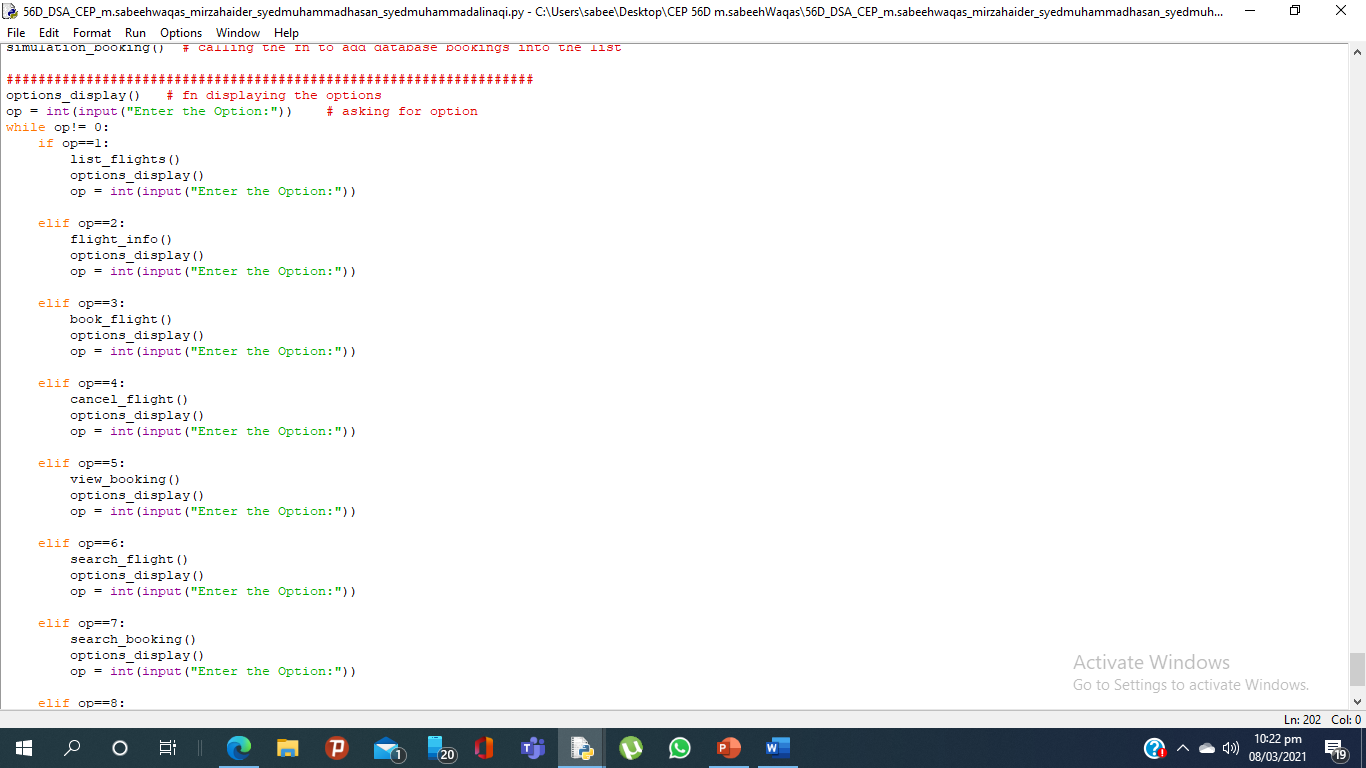 56D_DSA_CEP_m.sabeehwaqas_mirzahaider_syedmuhammadhasan_syedmuhammadalinaqi.py - C:\Users\sabee\Desktop\CEP 56D m.sabeehWaqas\56D_DSA_CEP_m.sabeehwaqas_mirzahaider_syedmuhammadhasan_syedmuh...
File Edit Format Run Options Window Help
simulation_booking() # calling the fn to add database bookings into the list
##################################################################
options_display() # fn displaying the options
op = int(input("Enter the Option:")) # asking for option
while op!= 0:
if op==1:
list_flights()
options_display()
op = int(input("Enter the Option:"))
elif op==2:
flight_info()
options_display()
op = int(input("Enter the Option:"))
elif op==3:
book_flight()
options_display()
op = int(input("Enter the Option:"))
elif op==4:
cancel_flight()
options_display()
op = int(input("Enter the Option:"))
elif op==5:
view_booking()
options_display()
op = int(input("Enter the Option:"))
elif op==6:
search_flight()
options_display()
op = int(input("Enter the Option:"))
elif op==7:
search_booking()
options_display()
op = int(input("Enter the Option:"))
elif op==8:
Activate Windows
Go to Settings to activate Windows.
Ln: 202 Col: 0
1
20
10:22 pm
08/03/2021
19